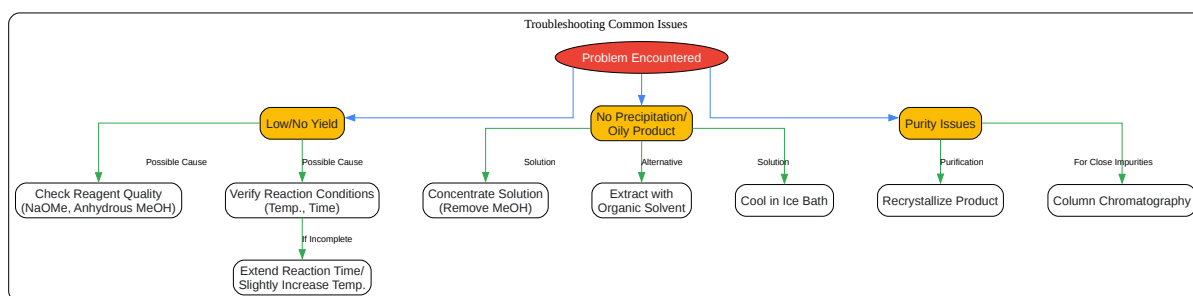 Troubleshooting Common Issues
Problem Encountered
Low/No Yield
No Precipitation/
Oily Product
Purity Issues
Possible Cause
Possible Cause
Solution
Alternative
Solution
Purification
For Close Impurities
Check Reagent Quality
(NaOMe, Anhydrous MeOH)
Verify Reaction Conditions
(Temp., Time)
Concentrate Solution
(Remove MeOH)
Extract with
Organic Solvent
Cool in Ice Bath
Recrystallize Product
Column Chromatography
If Incomplete
Extend Reaction Time/
Slightly Increase Temp.